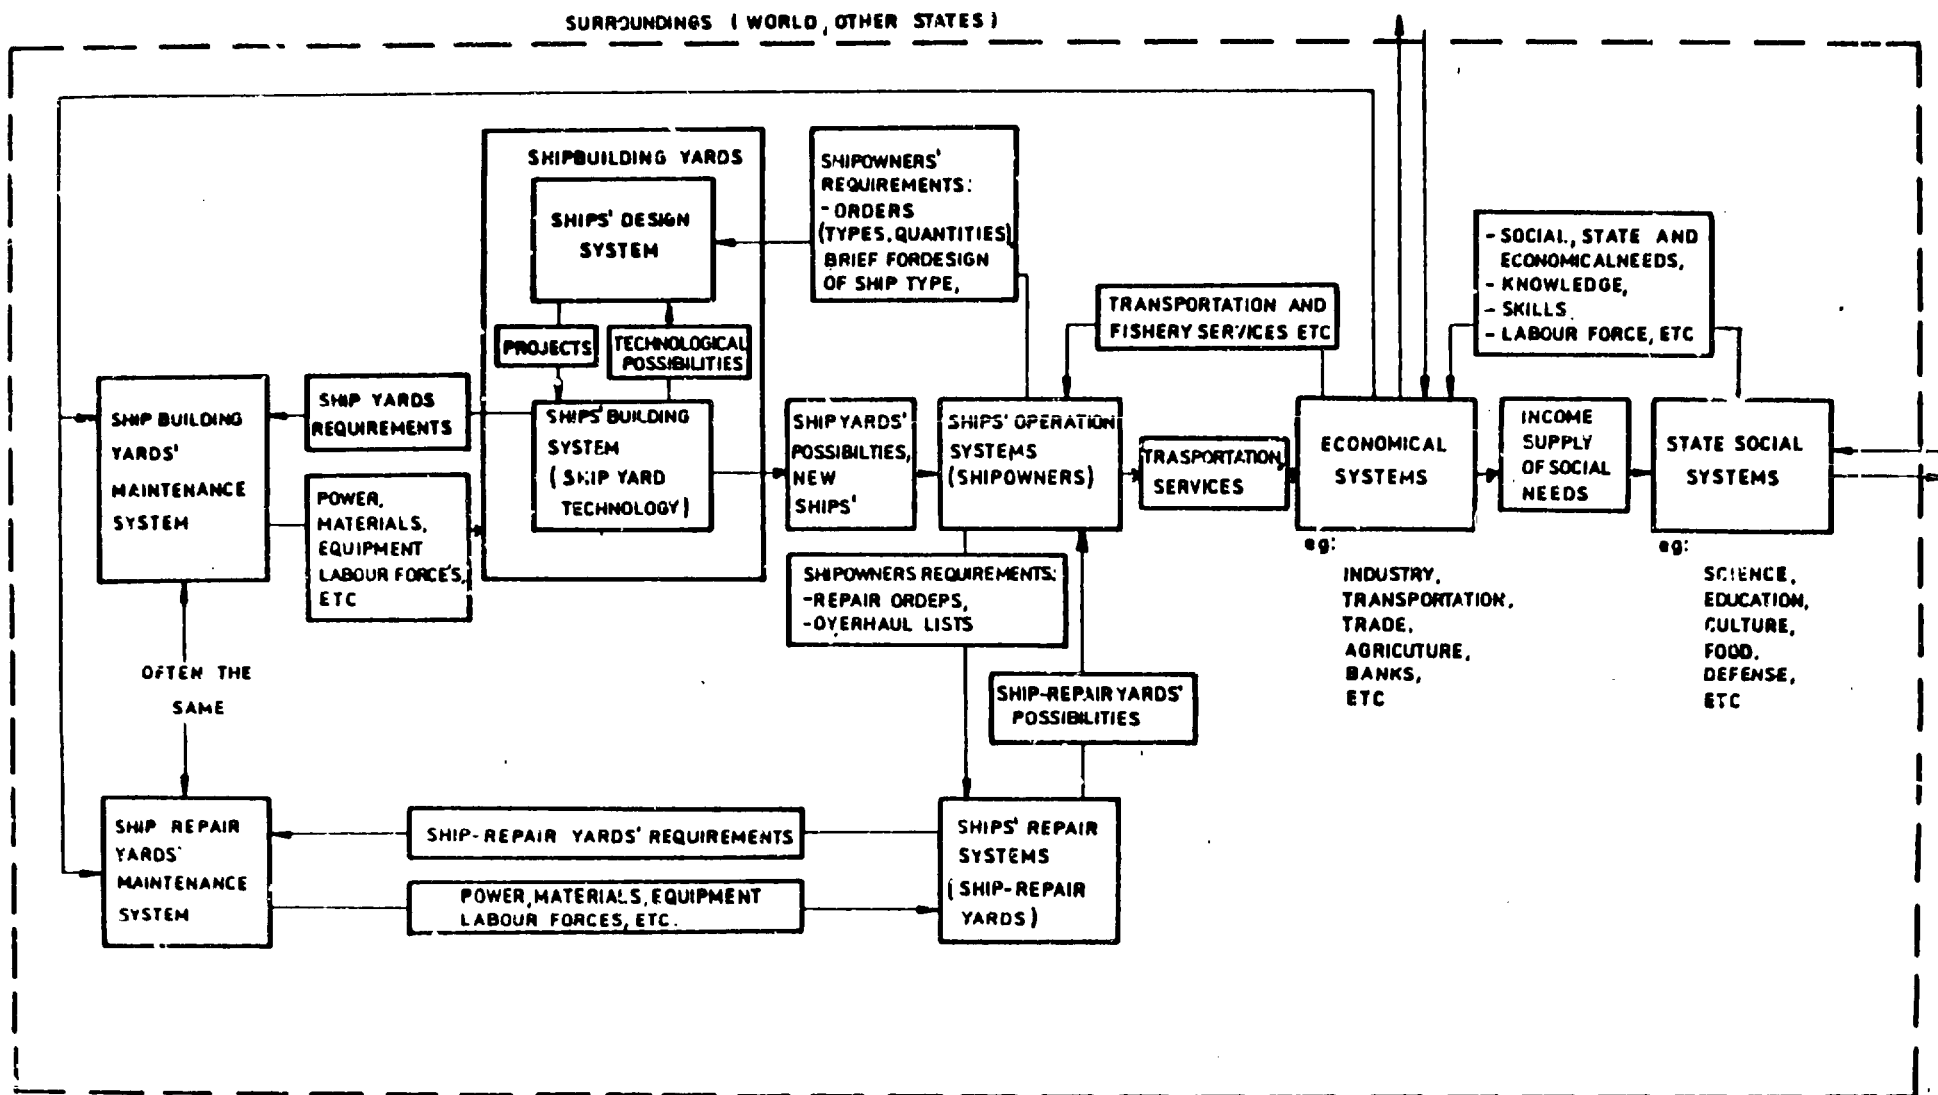 SURROUNDINGS ( WORLD, OTHER STATES )
SHIPBUILDING YARDS
SHIPS' DESIGN
SYSTEM
PROJECTS
TECHNOLOGICAL
POSSIBILITIES
SHIPS' BUILDING
SYSTEM
( SHIP YARD
TECHNOLOGY )
SHIPOWNERS'
REQUIREMENTS:
- ORDERS
(TYPES, QUANTITIES)
BRIEF FORDESIGN
OF SHIP TYPE,
TRANSPORTATION AND
FISHERY SERVICES ETC
- SOCIAL, STATE AND
ECONOMICALNEEDS,
- KNOWLEDGE,
- SKILLS
- LABOUR FORCE, ETC
SHIP BUILDING
YARDS'
MAINTENANCE
SYSTEM
SHIP YARDS
REQUIREMENTS
POWER,
MATERIALS,
EQUIPMENT
LABOUR FORCE'S,
ETC
SHIP YARDS'
POSSIBILTIES,
NEW
SHIPS'
SHIPS' OPERATION
SYSTEMS
(SHIPOWNERS)
TRASPORTATION
SERVICES
ECONOMICAL
SYSTEMS
INCOME
SUPPLY
OF SOCIAL
NEEDS
STATE SOCIAL
SYSTEMS
eg:
INDUSTRY,
TRANSPORTATION,
TRADE,
AGRICUTURE,
BANKS,
ETC
eg:
SCIENCE,
EDUCATION,
CULTURE,
FOOD,
DEFENSE,
ETC
SHIPOWNERS REQUIREMENTS:
-REPAIR ORDEPS,
-OVERHAUL LISTS
SHIP-REPAIR YARDS'
POSSIBILITIES
OFTEN THE
SAME
SHIP REPAIR
YARDS'
MAINTENANCE
SYSTEM
SHIP-REPAIR YARDS' REQUIREMENTS
POWER, MATERIALS, EQUIPMENT
LABOUR FORCES, ETC.
SHIPS' REPAIR
SYSTEMS
( SHIP-REPAIR
YARDS )